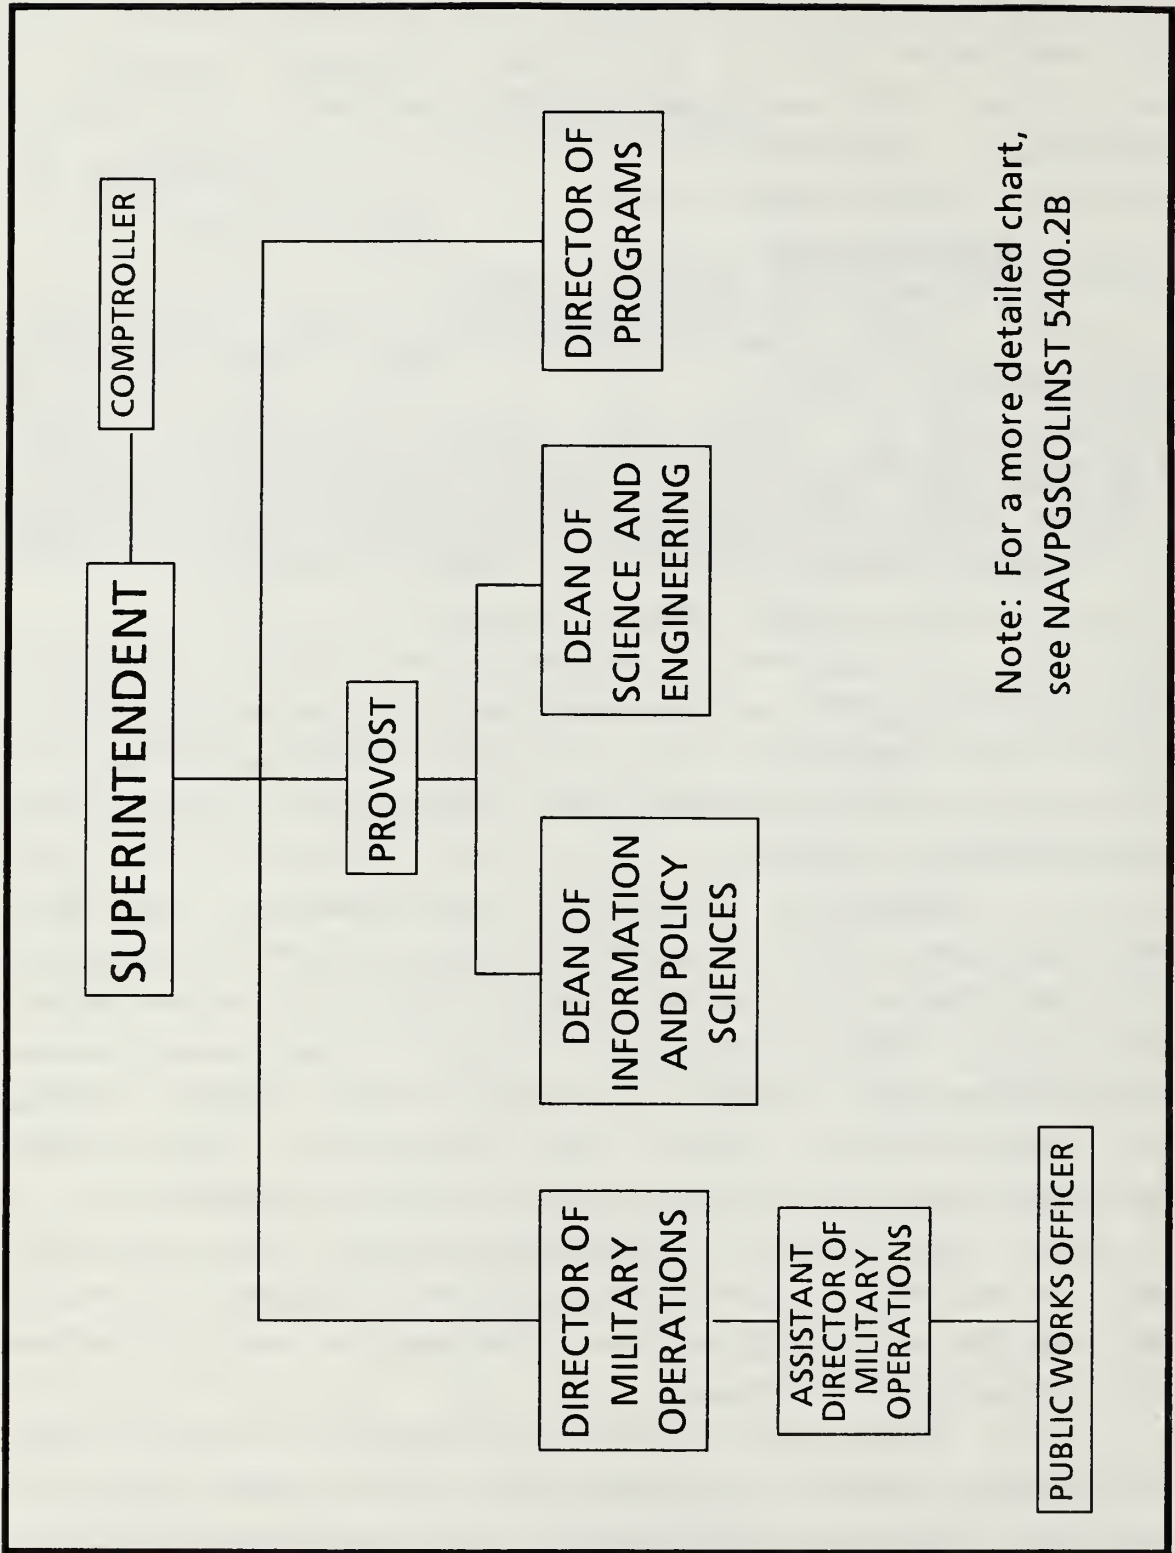 SUPERINTENDENT
COMPTROLLER
PROVOST
DIRECTOR OF
MILITARY
OPERATIONS
DEAN OF
INFORMATION
AND POLICY
SCIENCES
DEAN OF
SCIENCE AND
ENGINEERING
DIRECTOR OF
PROGRAMS
ASSISTANT
DIRECTOR OF
MILITARY
OPERATIONS
PUBLIC WORKS OFFICER
Note: For a more detailed chart,
see NAVPGSCOLINST 5400.2B